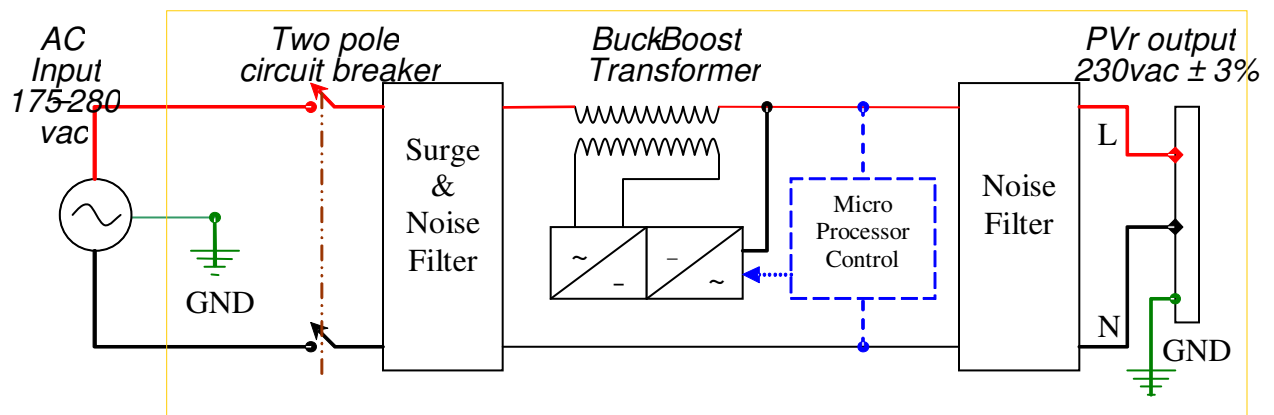 AC
Input
175-280
vac
Two pole
circuit breaker
BuckBoost
Transformer
PVr output
230vac ± 3%
Surge
&
Noise
Filter
GND
~
-
-
~
Micro
Processor
Control
Noise
Filter
L
N
GND